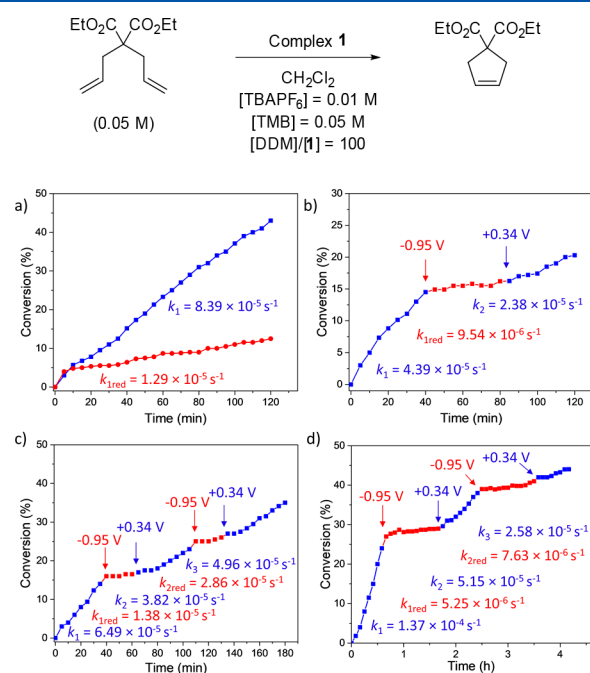 EtO₂C CO₂Et
Complex 1
EtO₂C CO₂Et
CH₂Cl₂
[TBAPF₆] = 0.01 M
(0.05 M)
[TMB] = 0.05 M
[DDM]/[1] = 100
a)
50
40
30
20
10
0
Conversion (%)
k₁ = 8.39 × 10⁻⁵ s⁻¹
k₁red = 1.29 × 10⁻⁵ s⁻¹
0 20 40 60 80 100 120
Time (min)
b)
30
25
20
15
10
5
0
Conversion (%)
-0.95 V
+0.34 V
k₂ = 2.38 × 10⁻⁵ s⁻¹
k₁red = 9.54 × 10⁻⁶ s⁻¹
k₁ = 4.39 × 10⁻⁵ s⁻¹
0 20 40 60 80 100 120
Time (min)
c)
50
40
30
20
10
0
Conversion (%)
-0.95 V
+0.34 V
-0.95 V
+0.34 V
k₃ = 4.96 × 10⁻⁵ s⁻¹
k₂red = 2.86 × 10⁻⁵ s⁻¹
k₂ = 3.82 × 10⁻⁵ s⁻¹
k₁red = 1.38 × 10⁻⁵ s⁻¹
k₁ = 6.49 × 10⁻⁵ s⁻¹
0 20 40 60 80 100 120 140 160 180
Time (min)
d)
50
40
30
20
10
0
Conversion (%)
+0.34 V
-0.95 V
-0.95 V
+0.34 V
k₃ = 2.58 × 10⁻⁵ s⁻¹
k₂red = 7.63 × 10⁻⁶ s⁻¹
k₂ = 5.15 × 10⁻⁵ s⁻¹
k₁red = 5.25 × 10⁻⁶ s⁻¹
k₁ = 1.37 × 10⁻⁴ s⁻¹
0 1 2 3 4
Time (h)